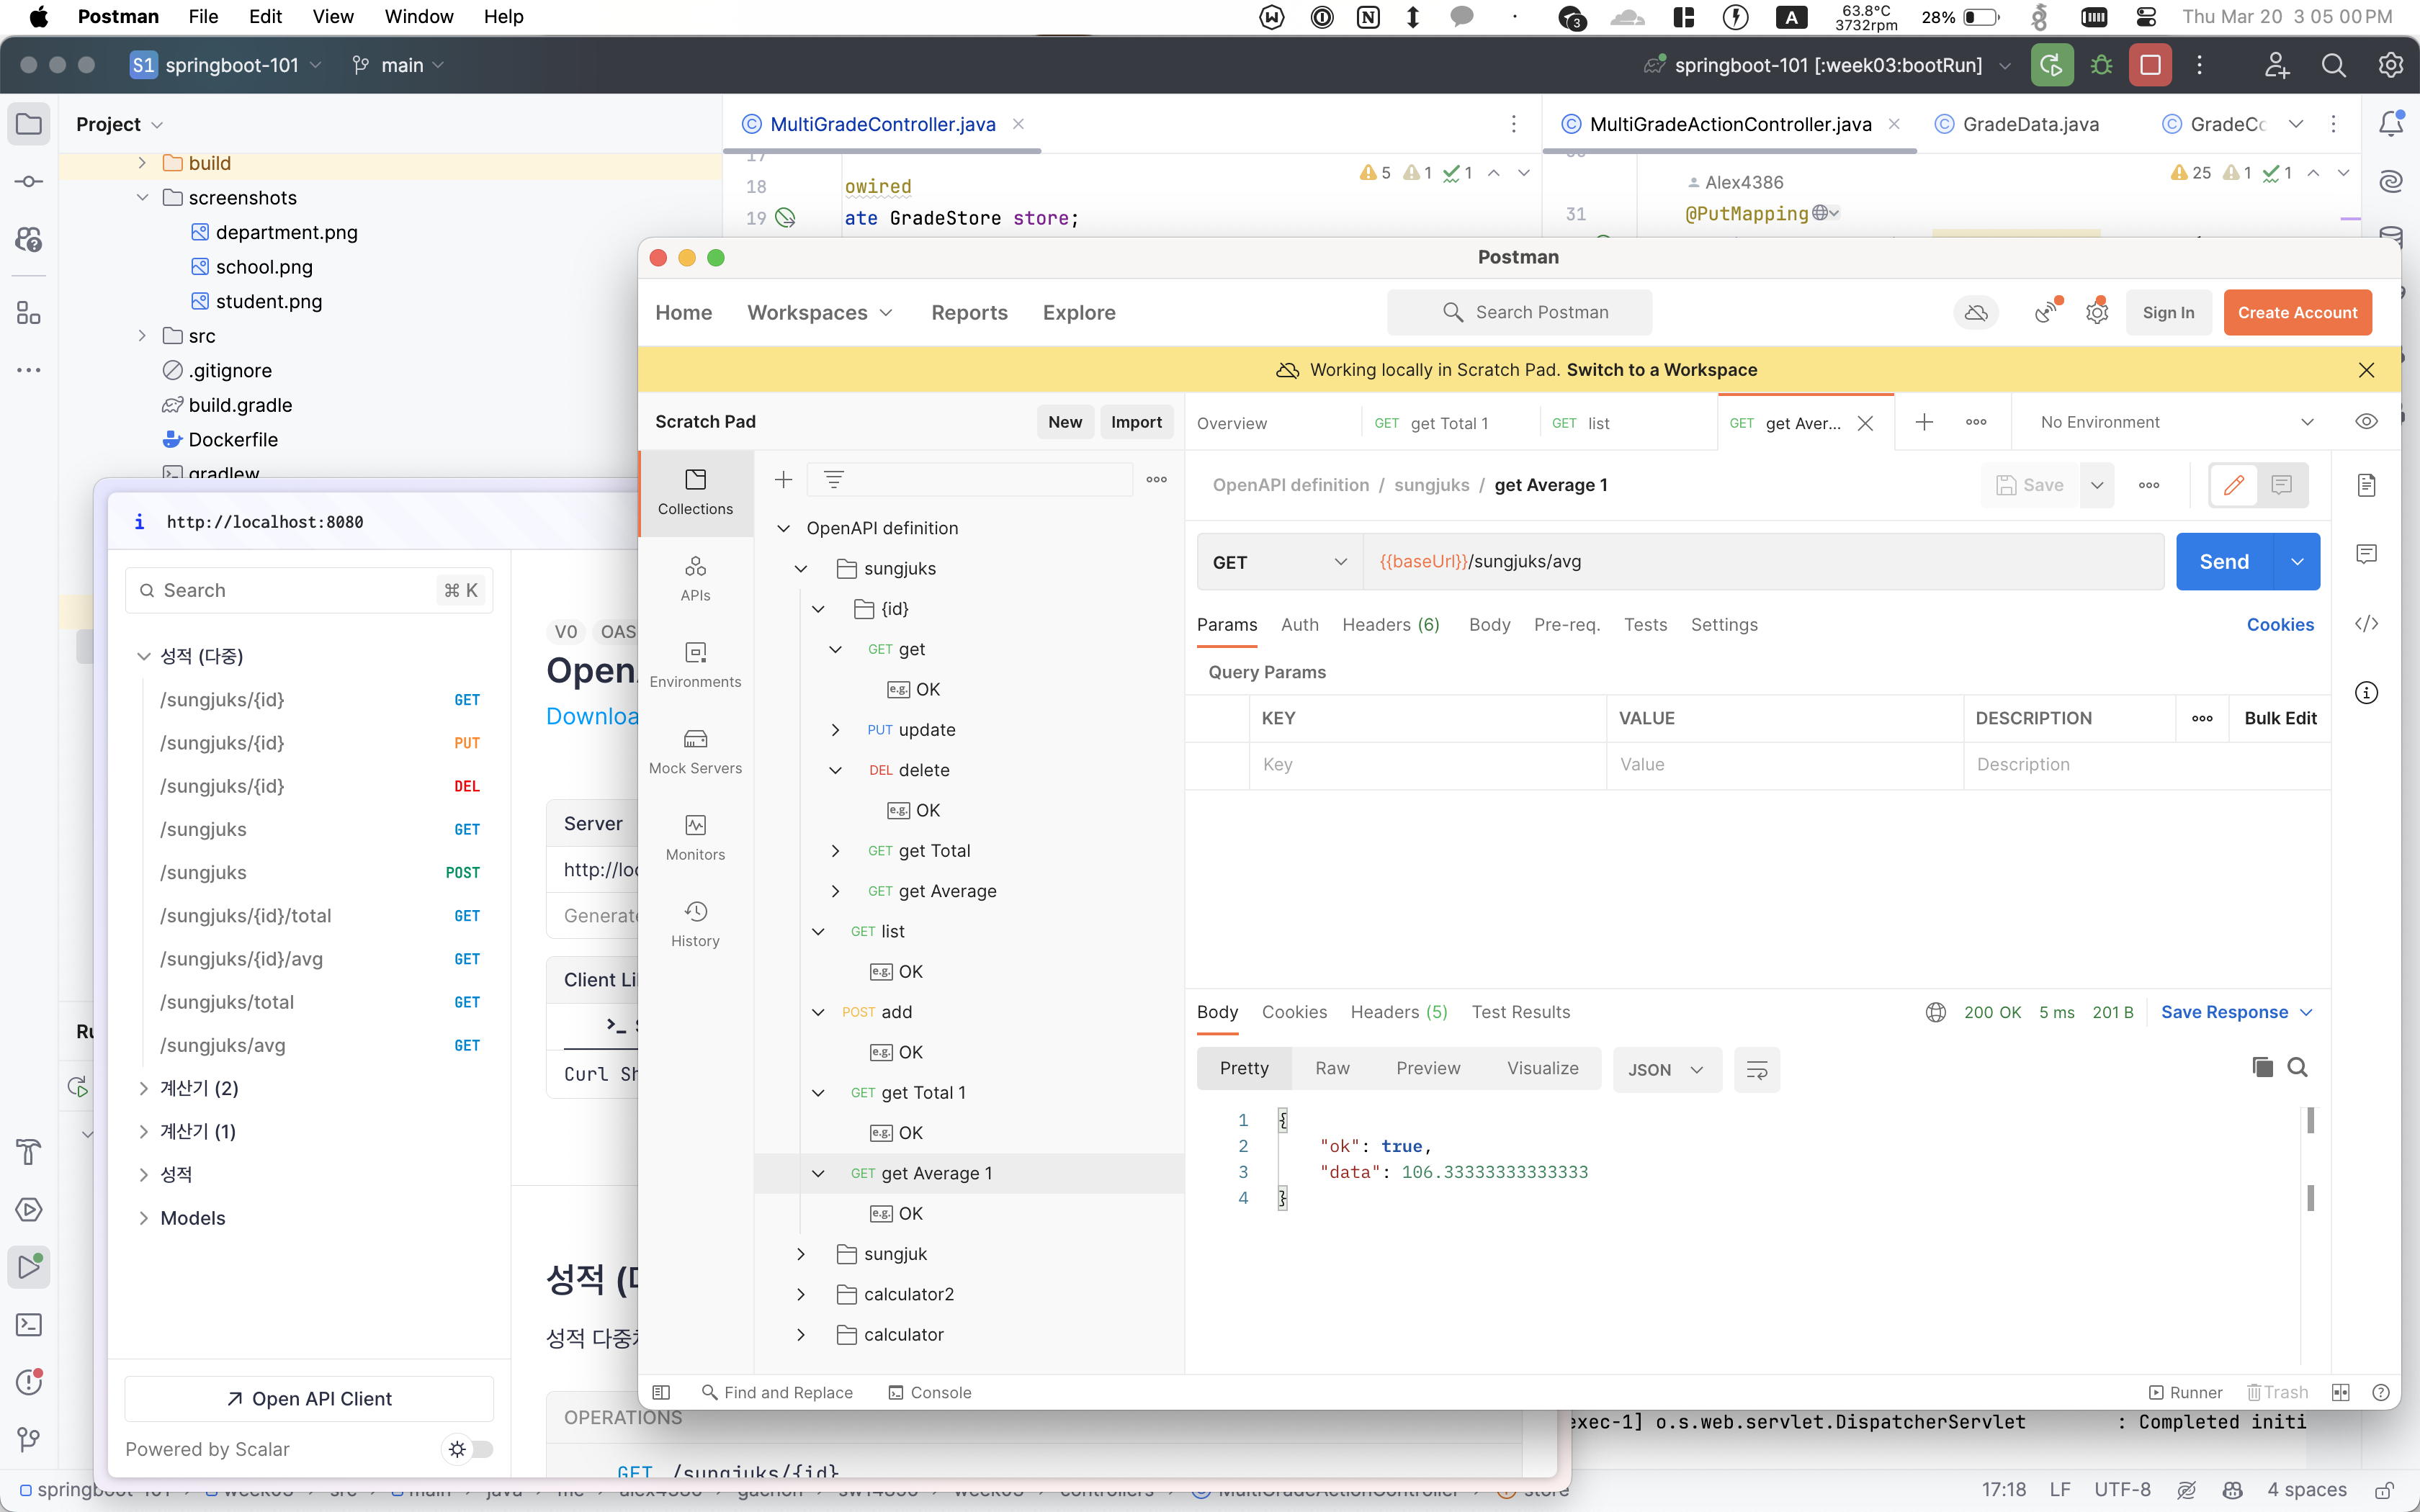 Postman File Edit View Window Help
3 63.8°C 3732rpm 28% A Thu Mar 20 3 05 00 PM
S1 springboot-101 main springboot-101 [:week03:bootRun]
Project
build
screenshots
department.png
school.png
student.png
src
.gitignore
build.gradle
Dockerfile
gradlew
MultiGradeController.java
MultiGradeActionController.java GradeData.java
17
18 owired
19 ate GradeStore store;
5 1 1
Alex4386
31 @PutMapping
25 1 1
http://localhost:8080
Search ⌘ K
성적 (다중)
/sungjuks/{id} GET
/sungjuks/{id} PUT
/sungjuks/{id} DEL
/sungjuks GET
/sungjuks POST
/sungjuks/{id}/total GET
/sungjuks/{id}/avg GET
/sungjuks/total GET
/sungjuks/avg GET
계산기 (2)
계산기 (1)
성적
Models
Open API Client
Powered by Scalar
V0 OAS
Open
Downloa
Server
http://loc
Generate
Client Li
Curl Sh
성적 (
성적 다중
OPERATIONS
GET /sungjuks/{id}
Postman
Home Workspaces Reports Explore
Search Postman
Sign In Create Account
Working locally in Scratch Pad. Switch to a Workspace
Scratch Pad New Import
Collections
APIs
Environments
Mock Servers
Monitors
History
OpenAPI definition
sungjuks
{id}
GET get
e.g. OK
PUT update
DEL delete
e.g. OK
GET get Total
GET get Average
GET list
e.g. OK
POST add
e.g. OK
GET get Total 1
e.g. OK
GET get Average 1
e.g. OK
sungjuk
calculator2
calculator
Overview GET get Total 1 GET list GET get Aver... No Environment
OpenAPI definition / sungjuks / get Average 1 Save
GET {{baseUrl}}/sungjuks/avg Send
Params Auth Headers (6) Body Pre-req. Tests Settings Cookies
Query Params
KEY VALUE DESCRIPTION Bulk Edit
Key Value Description
Body Cookies Headers (5) Test Results 200 OK 5 ms 201 B Save Response
Pretty Raw Preview Visualize JSON
1 {
2 "ok": true,
3 "data": 106.33333333333333
4 }
Find and Replace Console Runner Trash
exec-1] o.s.web.servlet.DispatcherServlet : Completed initi
17:18 LF UTF-8 4 spaces